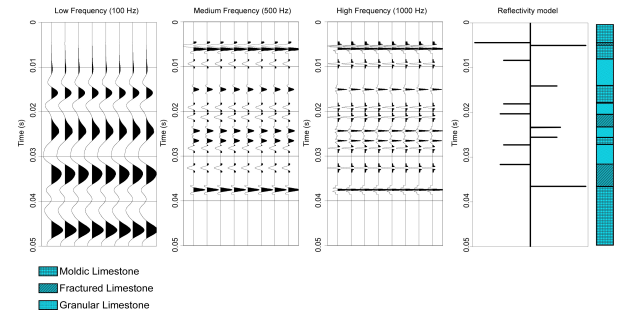 Low Frequency (100 Hz)
Medium Frequency (500 Hz)
High Frequency (1000 Hz)
Reflectivity model
Time (s)
0
0.01
0.02
0.03
0.04
0.05
Time (s)
0
0.01
0.02
0.03
0.04
0.05
Time (s)
0
0.01
0.02
0.03
0.04
0.05
Time (s)
0
0.01
0.02
0.03
0.04
0.05
Moldic Limestone
Fractured Limestone
Granular Limestone